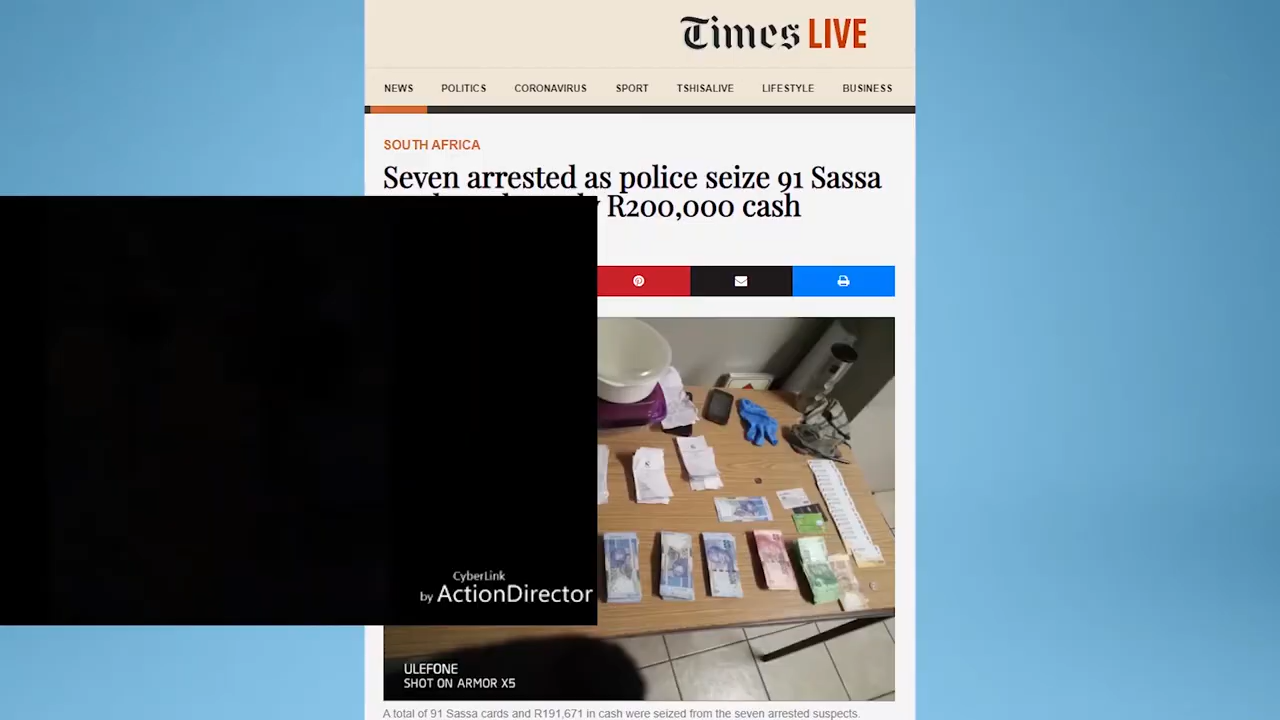 Times LIVE
NEWS POLITICS CORONAVIRUS SPORT TSHISALIVE LIFESTYLE BUSINESS
SOUTH AFRICA
Seven arrested as police seize 91 Sassa
R200,000 cash
CyberLink
by ActionDirector
ULEFONE
SHOT ON ARMOR X5
A total of 91 Sassa cards and R191,671 in cash were seized from the seven arrested suspects.